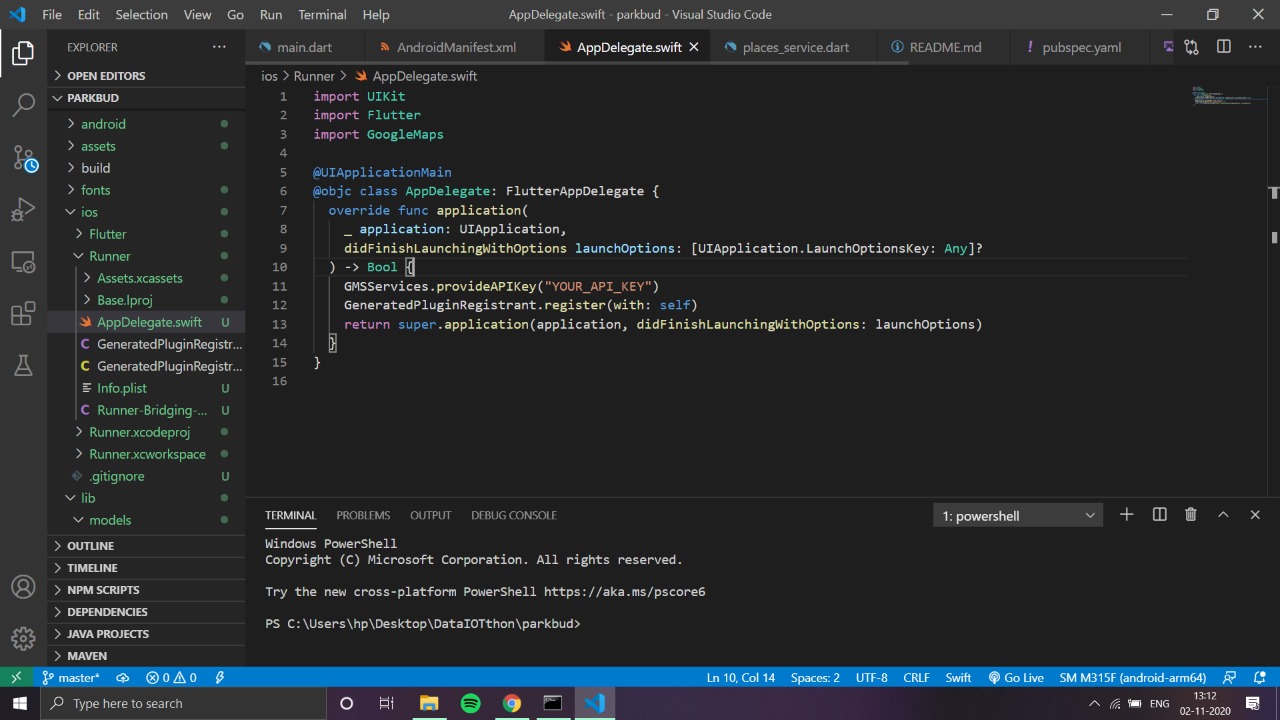 File Edit Selection View Go Run Terminal Help
AppDelegate.swift - parkbud - Visual Studio Code
EXPLORER
OPEN EDITORS
PARKBUD
android
assets
build
fonts
ios
Flutter
Runner
Assets.xcassets
Base.lproj
AppDelegate.swift U
GeneratedPluginRegistr...
GeneratedPluginRegistr...
Info.plist U
Runner-Bridging-... U
Runner.xcodeproj
Runner.xcworkspace
.gitignore U
lib
models
OUTLINE
TIMELINE
NPM SCRIPTS
DEPENDENCIES
JAVA PROJECTS
MAVEN
main.dart AndroidManifest.xml AppDelegate.swift places_service.dart README.md pubspec.yaml
ios > Runner > AppDelegate.swift
1 import UIKit
2 import Flutter
3 import GoogleMaps
4
5 @UIApplicationMain
6 @objc class AppDelegate: FlutterAppDelegate {
7 override func application(
8 _ application: UIApplication,
9 didFinishLaunchingWithOptions launchOptions: [UIApplication.LaunchOptionsKey: Any]?
10 ) -> Bool {
11 GMSServices.provideAPIKey("YOUR_API_KEY")
12 GeneratedPluginRegistrant.register(with: self)
13 return super.application(application, didFinishLaunchingWithOptions: launchOptions)
14 }
15 }
16
TERMINAL PROBLEMS OUTPUT DEBUG CONSOLE
1: powershell
Windows PowerShell
Copyright (C) Microsoft Corporation. All rights reserved.
Try the new cross-platform PowerShell https://aka.ms/pscore6
PS C:\Users\hp\Desktop\DataIOTthon\parkbud>
master* 0 0 Ln 10, Col 14 Spaces: 2 UTF-8 CRLF Swift Go Live SM M315F (android-arm64)
Type here to search
ENG
13:12
02-11-2020